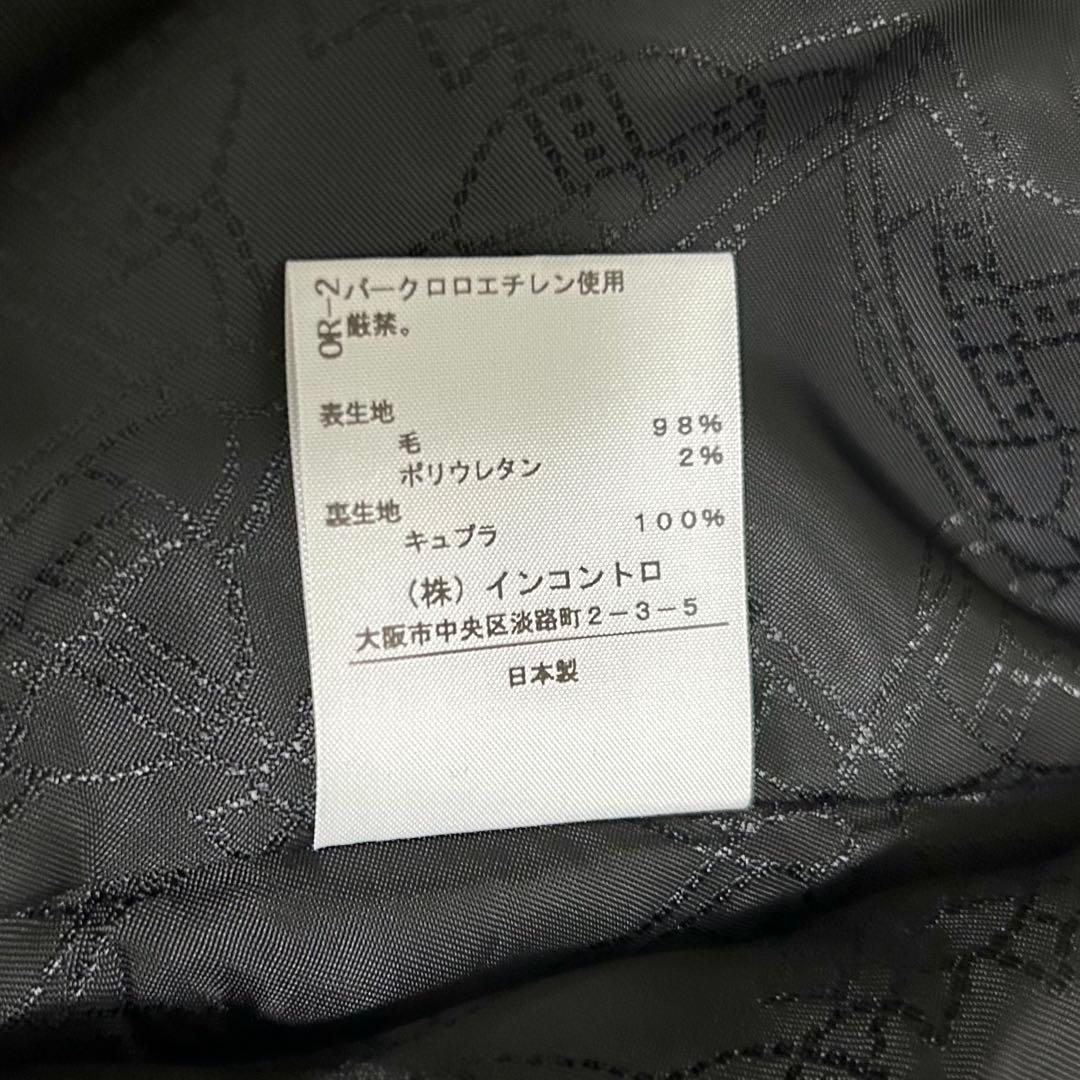 OR-2
パークロロエチレン使用
厳禁。
表生地
毛 98%
ポリウレタン 2%
裏生地
キュプラ 100%
(株)インコントロ
大阪市中央区淡路町2-3-5
日本製